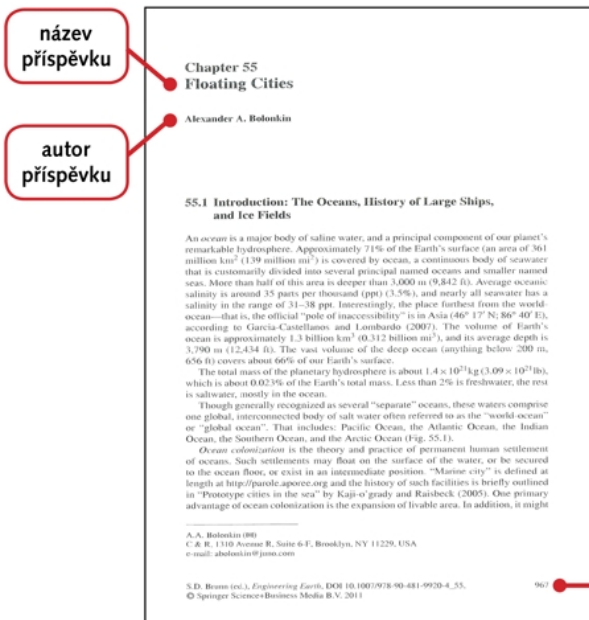 název
příspěvku
autor
příspěvku
Chapter 55
Floating Cities
Alexander A. Bolonkin
55.1 Introduction: The Oceans, History of Large Ships,
and Ice Fields
An ocean is a major body of saline water, and a principal component of our planet's
remarkable hydrosphere. Approximately 71% of the Earth's surface (an area of 361
million km² (139 million mi²) is covered by ocean, a continuous body of seawater
that is customarily divided into several principal named oceans and smaller named
seas. More than half of this area is deeper than 3,000 m (9,842 ft). Average oceanic
salinity is around 35 parts per thousand (ppt) (3.5%), and nearly all seawater has a
salinity in the range of 31–38 ppt. Interestingly, the place furthest from the world-
ocean—that is, the official "pole of inaccessibility" is in Asia (46° 17′ N; 86° 40′ E),
according to Garcia-Castellanos and Lombardo (2007). The volume of Earth's
ocean is approximately 1.3 billion km³ (0.312 billion mi³), and its average depth is
3,790 m (12,434 ft). The vast volume of the deep ocean (anything below 200 m,
656 ft) covers about 66% of our Earth's surface.
The total mass of the planetary hydrosphere is about 1.4 × 10²¹kg (3.09 × 10²¹lb),
which is about 0.023% of the Earth's total mass. Less than 2% is freshwater, the rest
is saltwater, mostly in the ocean.
Though generally recognized as several "separate" oceans, these waters comprise
one global, interconnected body of salt water often referred to as the "world-ocean"
or "global ocean". That includes: Pacific Ocean, the Atlantic Ocean, the Indian
Ocean, the Southern Ocean, and the Arctic Ocean (Fig. 55.1).
Ocean colonization is the theory and practice of permanent human settlement
of oceans. Such settlements may float on the surface of the water, or be secured
to the ocean floor, or exist in an intermediate position. "Marine city" is defined at
length at http://parole.aporee.org and the history of such facilities is briefly outlined
in "Prototype cities in the sea" by Kaji-o'grady and Raisbeck (2005). One primary
advantage of ocean colonization is the expansion of livable area. In addition, it might
A.A. Bolonkin (✉)
C & R, 1310 Avenue R, Suite 6-F, Brooklyn, NY 11229, USA
e-mail: abolonkin@juno.com
S.D. Brunn (ed.), Engineering Earth, DOI 10.1007/978-90-481-9920-4_55,
© Springer Science+Business Media B.V. 2011
967